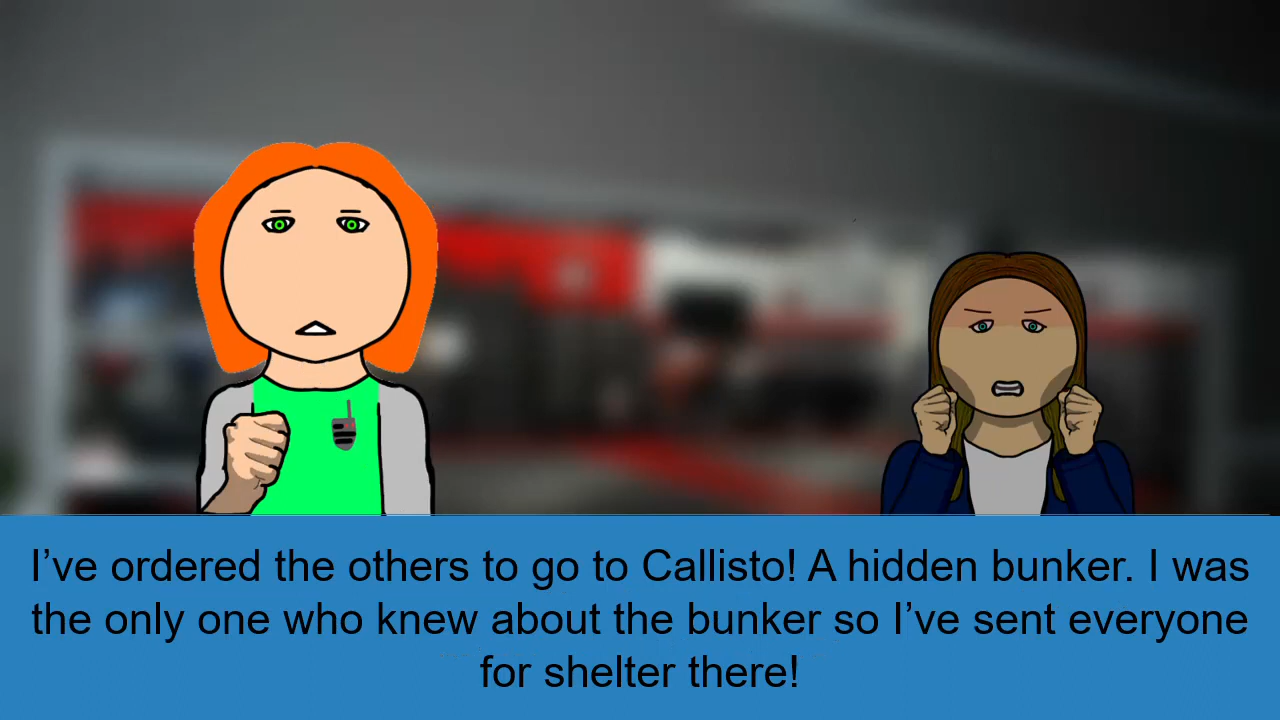 I’ve ordered the others to go to Callisto! A hidden bunker. I was
the only one who knew about the bunker so I’ve sent everyone
for shelter there!